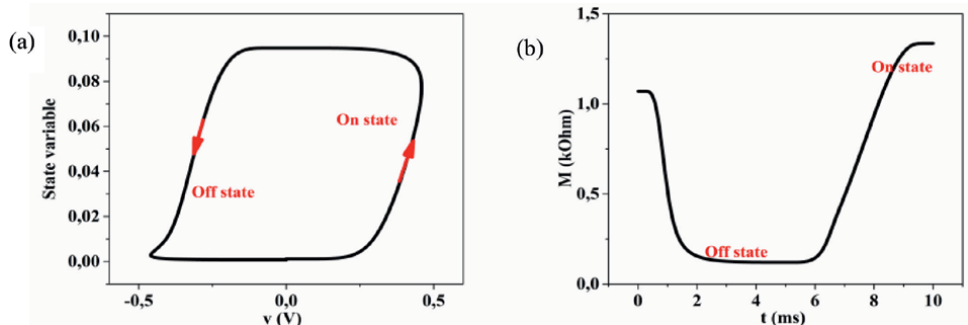 (a)
State variable
0,10
0,08
0,06
0,04
0,02
0,00
On state
Off state
-0,5
0,0
0,5
v (V)
(b)
M (kOhm)
1,5
1,0
0,5
0,0
On state
Off state
0
2
4
6
8
10
t (ms)